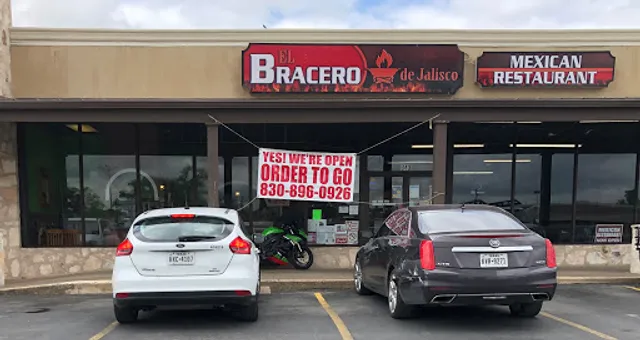 EL
BRACERO
de Jalisco
MEXICAN
RESTAURANT
YES! WE'RE OPEN
ORDER TO GO
830-896-0926